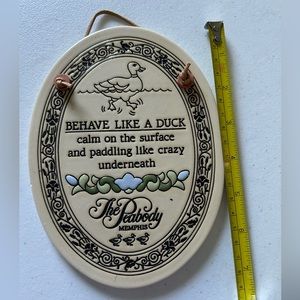 BEHAVE LIKE A DUCK
calm on the surface
and paddling like crazy
underneath
The Peabody
MEMPHIS